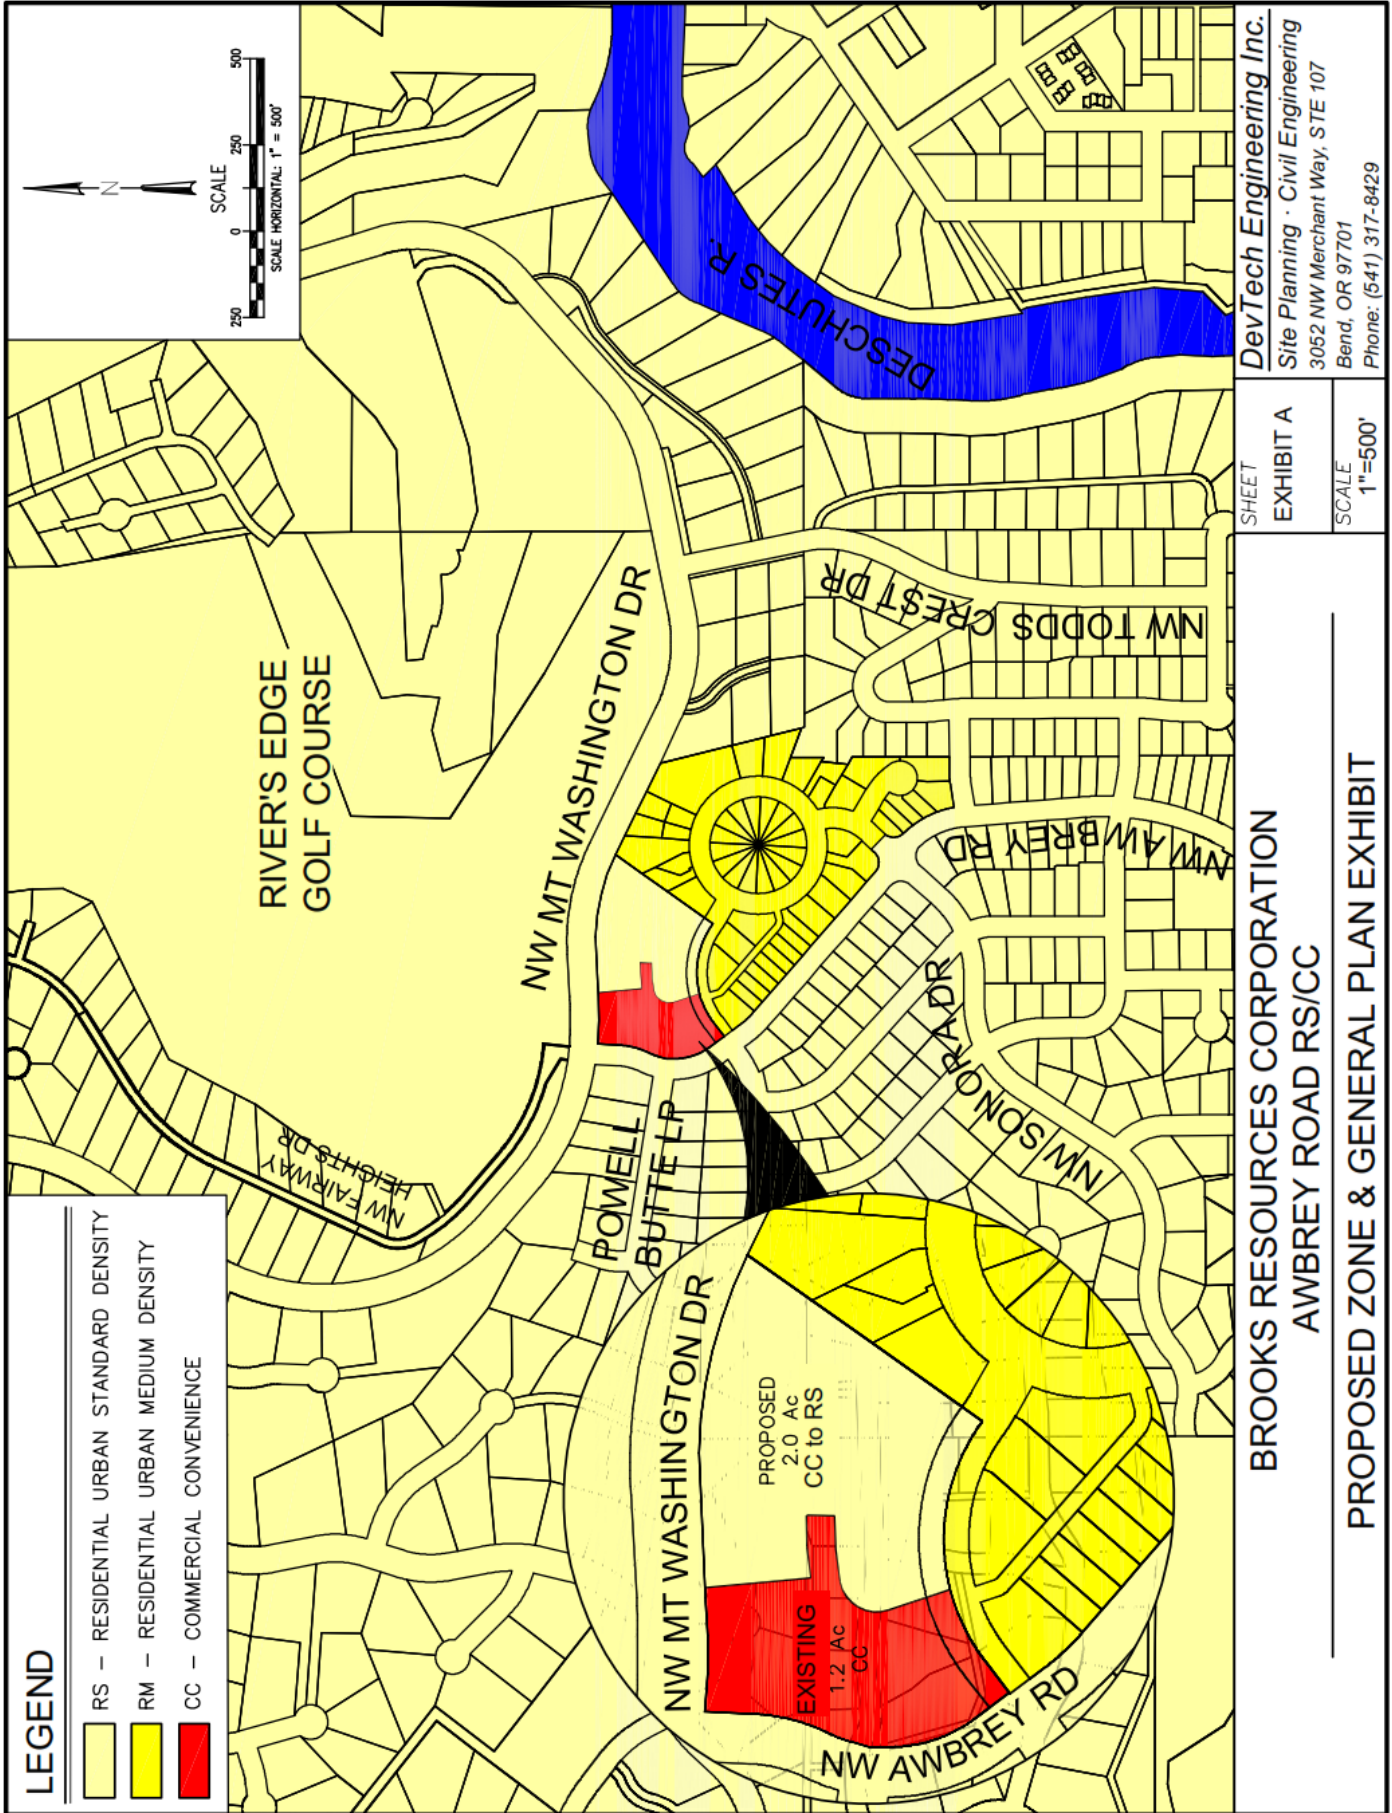 LEGEND
RS – RESIDENTIAL URBAN STANDARD DENSITY
RM – RESIDENTIAL URBAN MEDIUM DENSITY
CC – COMMERCIAL CONVENIENCE
N
SCALE
250 0 250 500
SCALE HORIZONTAL: 1" = 500'
RIVER'S EDGE
GOLF COURSE
NW FAIRWAY
HEIGHTS DR
NW MT WASHINGTON DR
DESCHUTES R.
POWELL
BUTTE LP
NW TODDS CREST DR
NW AWBREY RD
NW SONORA DR
NW MT WASHINGTON DR
PROPOSED
2.0 Ac
CC to RS
EXISTING
1.2 Ac
CC
NW AWBREY RD
BROOKS RESOURCES CORPORATION
AWBREY ROAD RS/CC
PROPOSED ZONE & GENERAL PLAN EXHIBIT
SHEET
EXHIBIT A
SCALE
1"=500'
DevTech Engineering Inc.
Site Planning · Civil Engineering
3052 NW Merchant Way, STE 107
Bend, OR 97701
Phone: (541) 317-8429